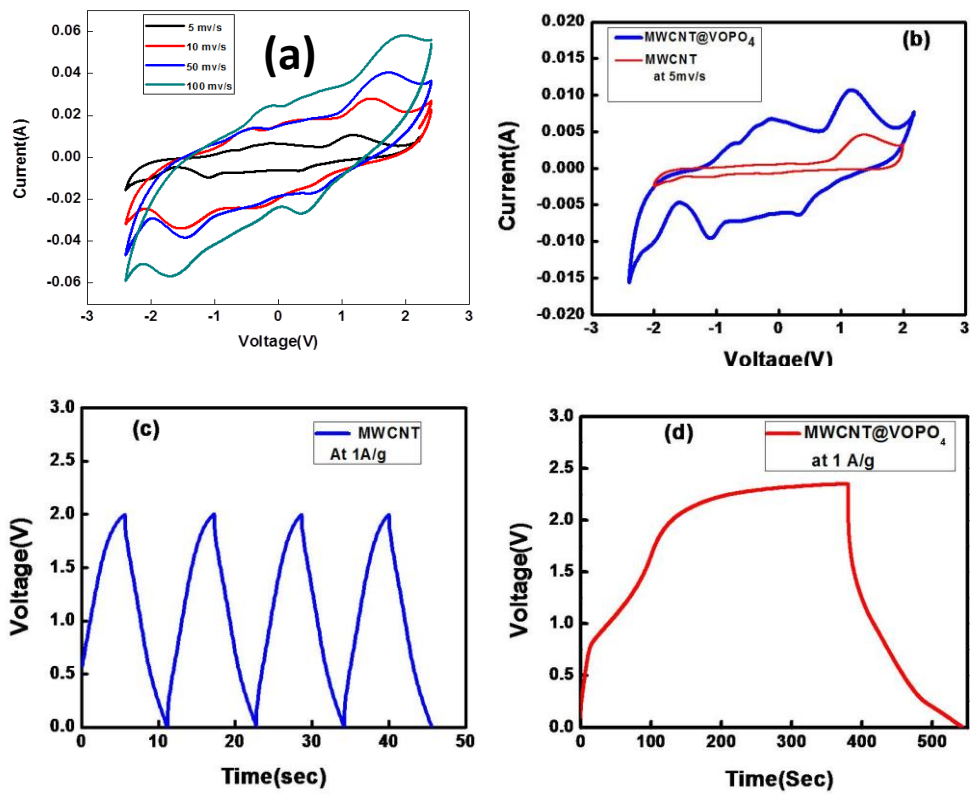 5 mv/s
10 mv/s
50 mv/s
100 mv/s
(a)
0.06
0.04
0.02
0.00
-0.02
-0.04
-0.06
Current(A)
-3 -2 -1 0 1 2 3
Voltage(V)
MWCNT@VOPO₄
MWCNT
at 5mv/s
(b)
0.020
0.015
0.010
0.005
0.000
-0.005
-0.010
-0.015
-0.020
Current(A)
-3 -2 -1 0 1 2 3
Voltage(V)
(c)
MWCNT
At 1A/g
3.0
2.5
2.0
1.5
1.0
0.5
0.0
Voltage(V)
0 10 20 30 40 50
Time(sec)
(d)
MWCNT@VOPO₄
at 1 A/g
3.0
2.5
2.0
1.5
1.0
0.5
0.0
Voltage(V)
0 100 200 300 400 500
Time(Sec)